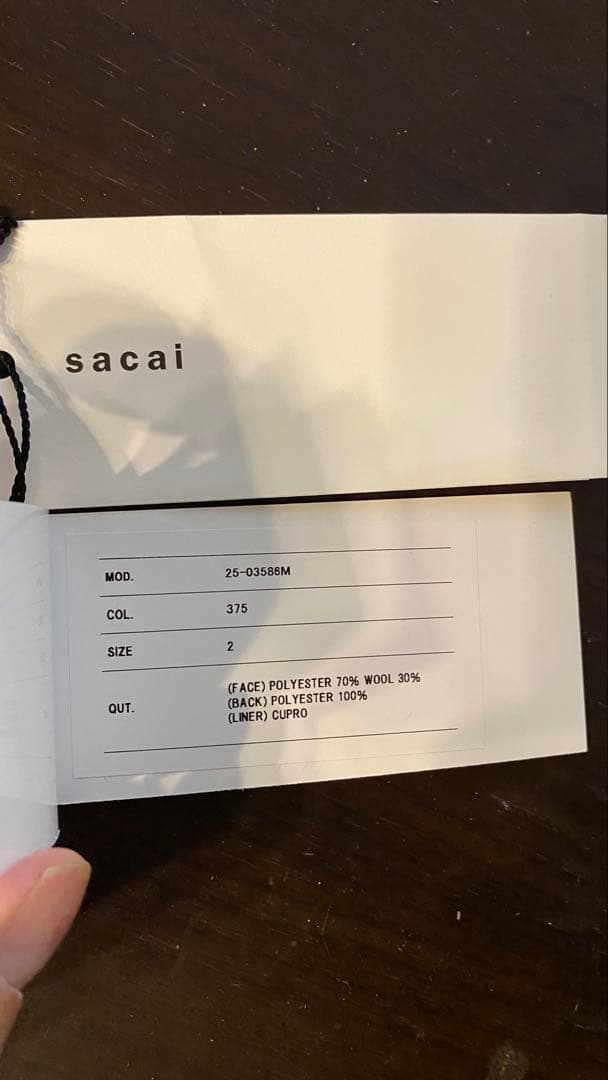 sacai
MOD. 25-03586M
COL. 375
SIZE 2
QUT. (FACE) POLYESTER 70% WOOL 30%
(BACK) POLYESTER 100%
(LINER) CUPRO